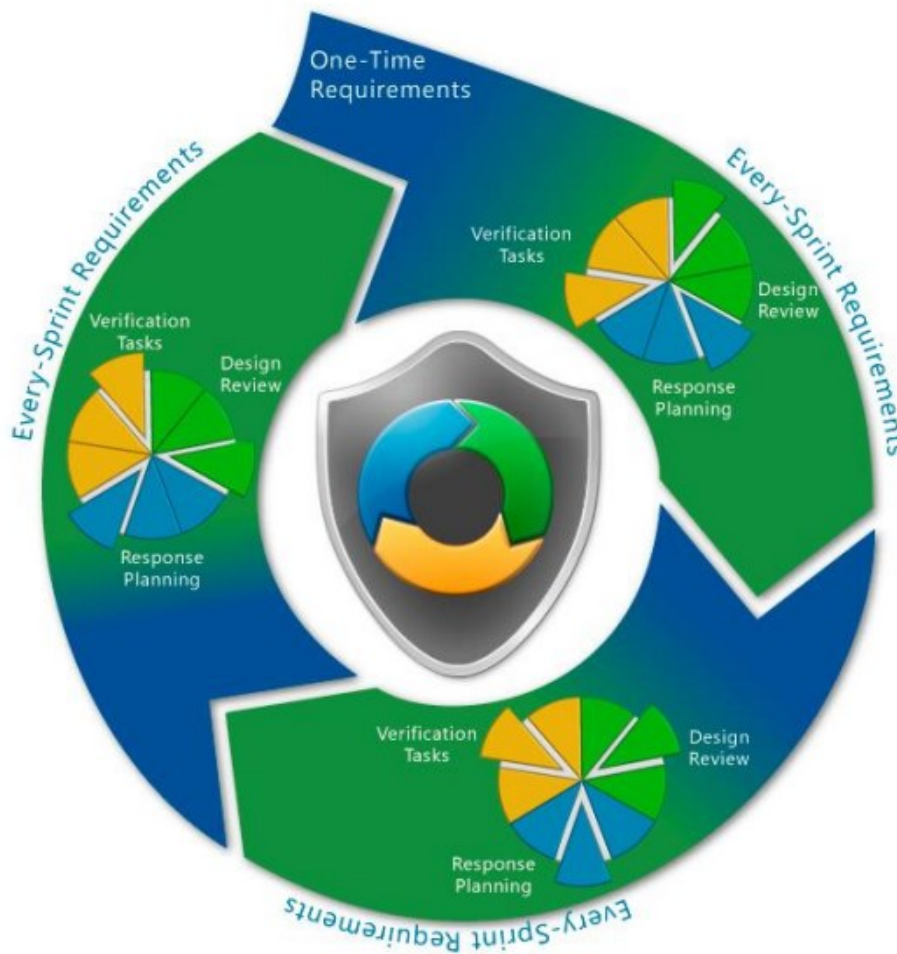 One-Time
Requirements
Every-Sprint Requirements
Verification
Tasks
Design
Review
Response
Planning
Every-Sprint Requirements
Verification
Tasks
Design
Review
Response
Planning
Verification
Tasks
Design
Review
Response
Planning
Every-Sprint Requirements